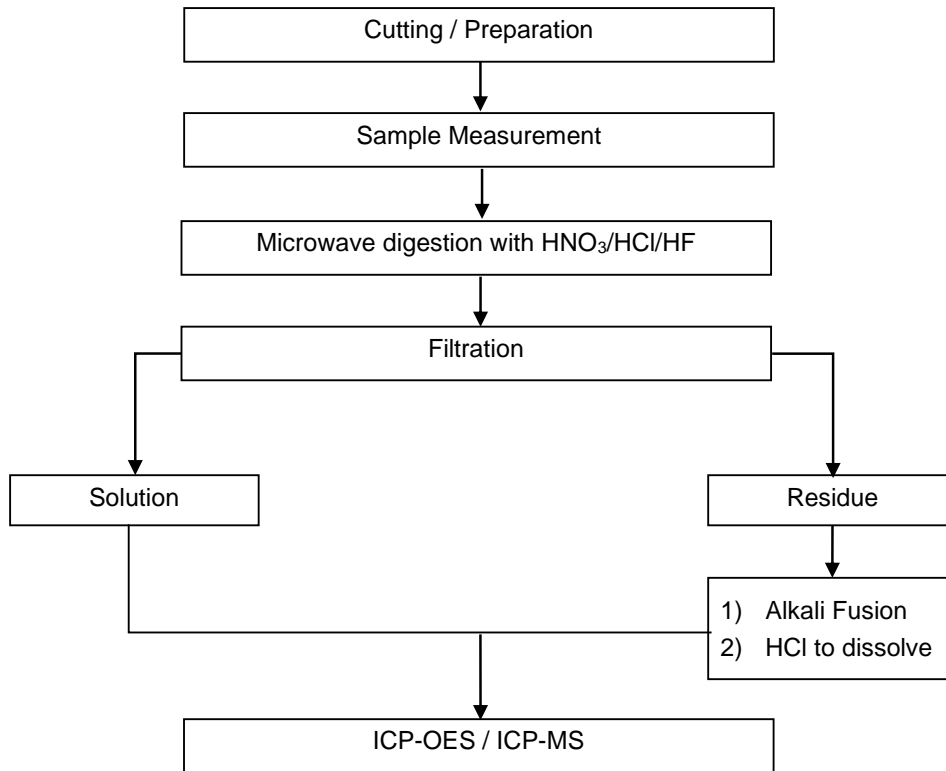 Cutting / Preparation
Sample Measurement
Microwave digestion with HNO₃/HCl/HF
Filtration
Solution
Residue
1) Alkali Fusion
2) HCl to dissolve
ICP-OES / ICP-MS